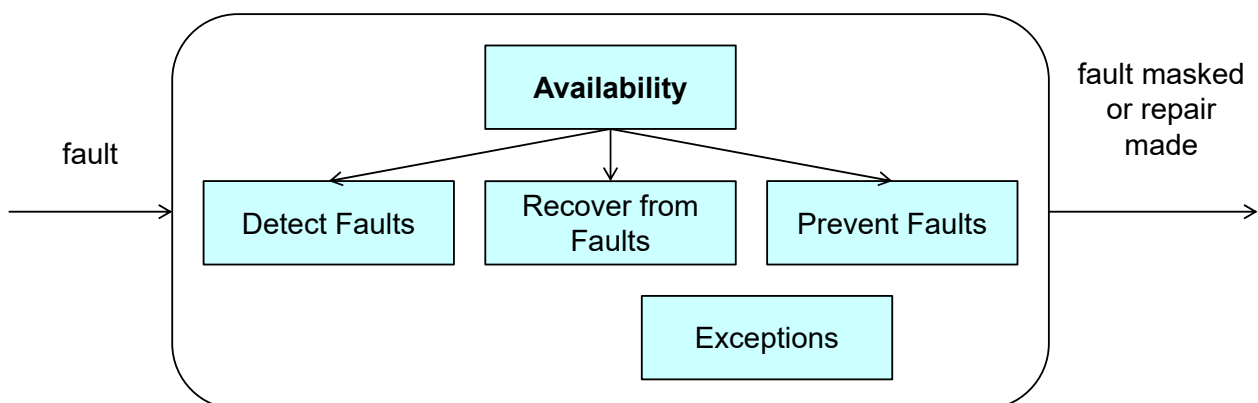 Availability
fault masked
or repair
made
fault
Detect Faults
Recover from
Faults
Prevent Faults
Exceptions